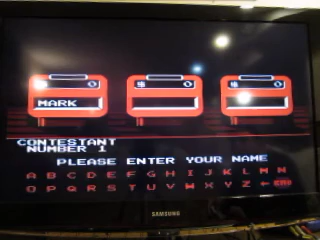 $ 0 $ 0 $ 0
MARK
CONTESTANT
NUMBER 1
PLEASE ENTER YOUR NAME
A B C D E F G H I J K L M N
O P Q R S T U V W X Y Z ← END
SAMSUNG